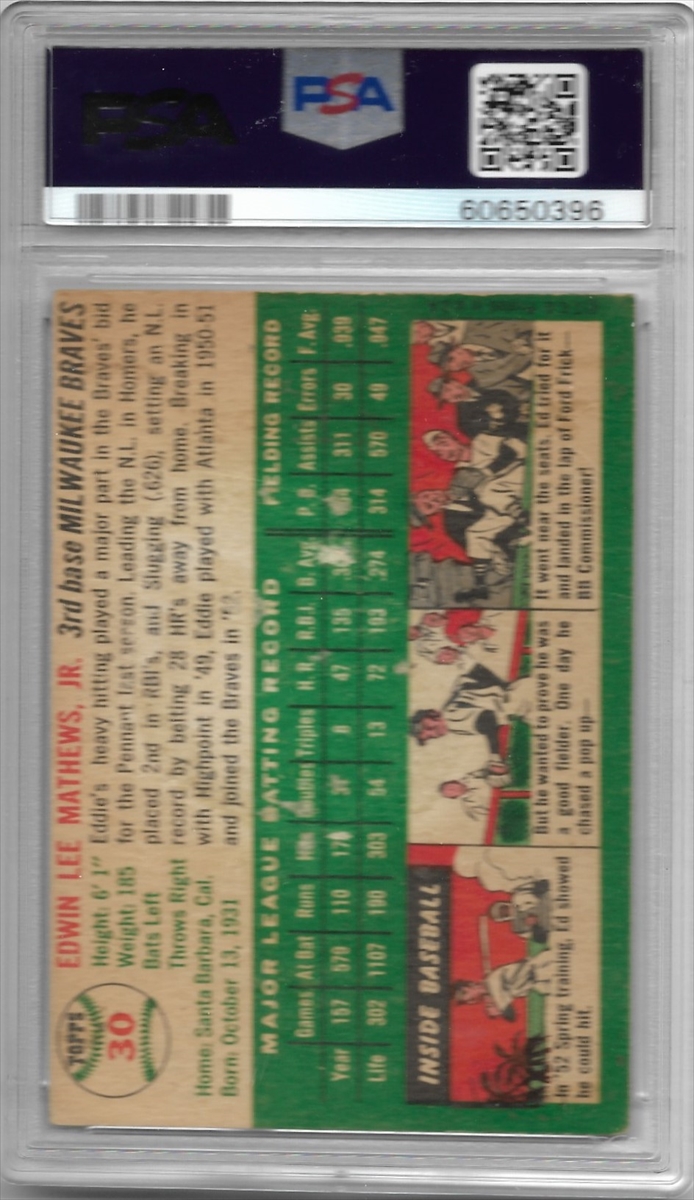 PSA
PSA
60650396
TOPPS
30
EDWIN LEE MATHEWS, JR. 3rd base MILWAUKEE BRAVES
Height: 6' 1"
Weight: 185
Bats Left
Throws Right
Home: Santa Barbara, Cal.
Born: October 13, 1931
Eddie's heavy hitting played a major part in the Braves' bid
for the Pennant last season. Leading the N.L. in Homers, he
placed 2nd in RBI's, and Slugging (.626), setting an N.L.
record by belting 28 HR's away from home. Breaking in
with Highpoint in '49, Eddie played with Atlanta in 1950-51
and joined the Braves in
MAJOR LEAGUE BATTING RECORD FIELDING RECORD
Games At Bat Runs Hits Doubles Triples H.R. R.B.I. B. Avg. P. O. Assists Errors F. Avg.
Year 157 579 110 175 8 47 135 311 30 .939
Life 302 1107 190 303 54 13 72 193 .274 314 570 49 .947
INSIDE BASEBALL
In '52 Spring training, Ed showed
he could hit.
But he wanted to prove he was
a good fielder. One day he
chased a pop up—
It went near the seats. Ed tried for it
and landed in the lap of Ford Frick—
BB Commissioner!